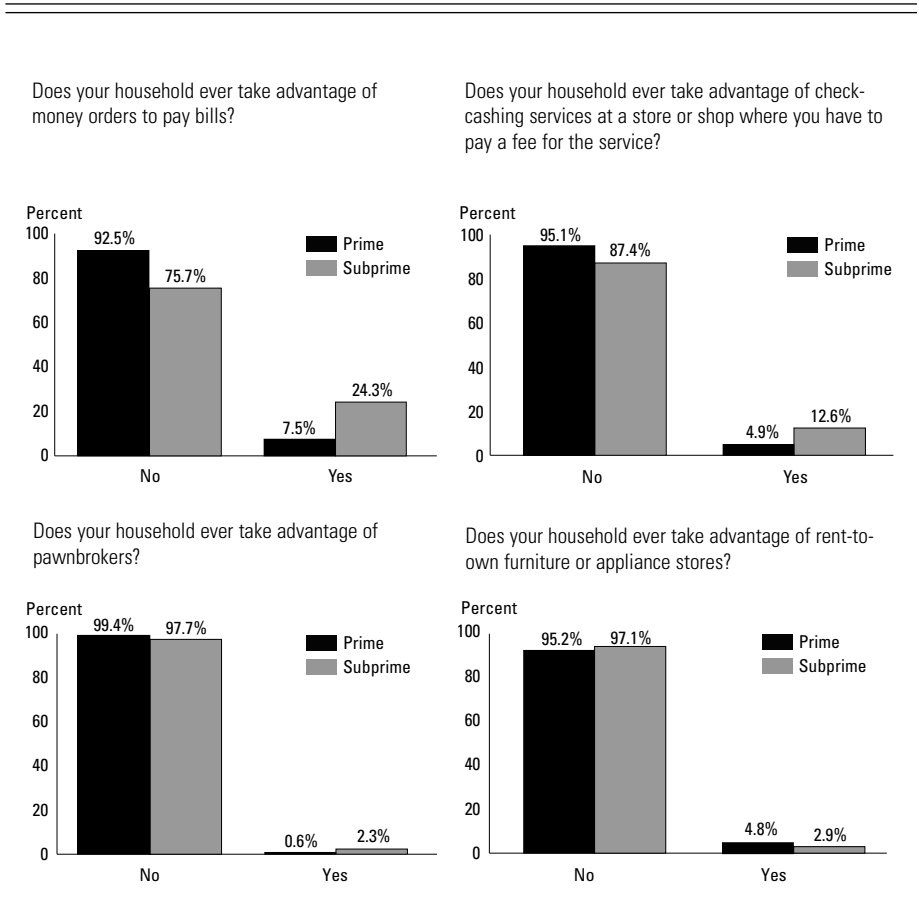 Does your household ever take advantage of
money orders to pay bills?
Percent
100
80
60
40
20
0
92.5%
75.7%
7.5%
24.3%
Prime
Subprime
No
Yes
Does your household ever take advantage of check-
cashing services at a store or shop where you have to
pay a fee for the service?
Percent
100
80
60
40
20
0
95.1%
87.4%
4.9%
12.6%
Prime
Subprime
No
Yes
Does your household ever take advantage of
pawnbrokers?
Percent
100
80
60
40
20
0
99.4%
97.7%
0.6%
2.3%
Prime
Subprime
No
Yes
Does your household ever take advantage of rent-to-
own furniture or appliance stores?
Percent
100
80
60
40
20
0
95.2%
97.1%
4.8%
2.9%
Prime
Subprime
No
Yes